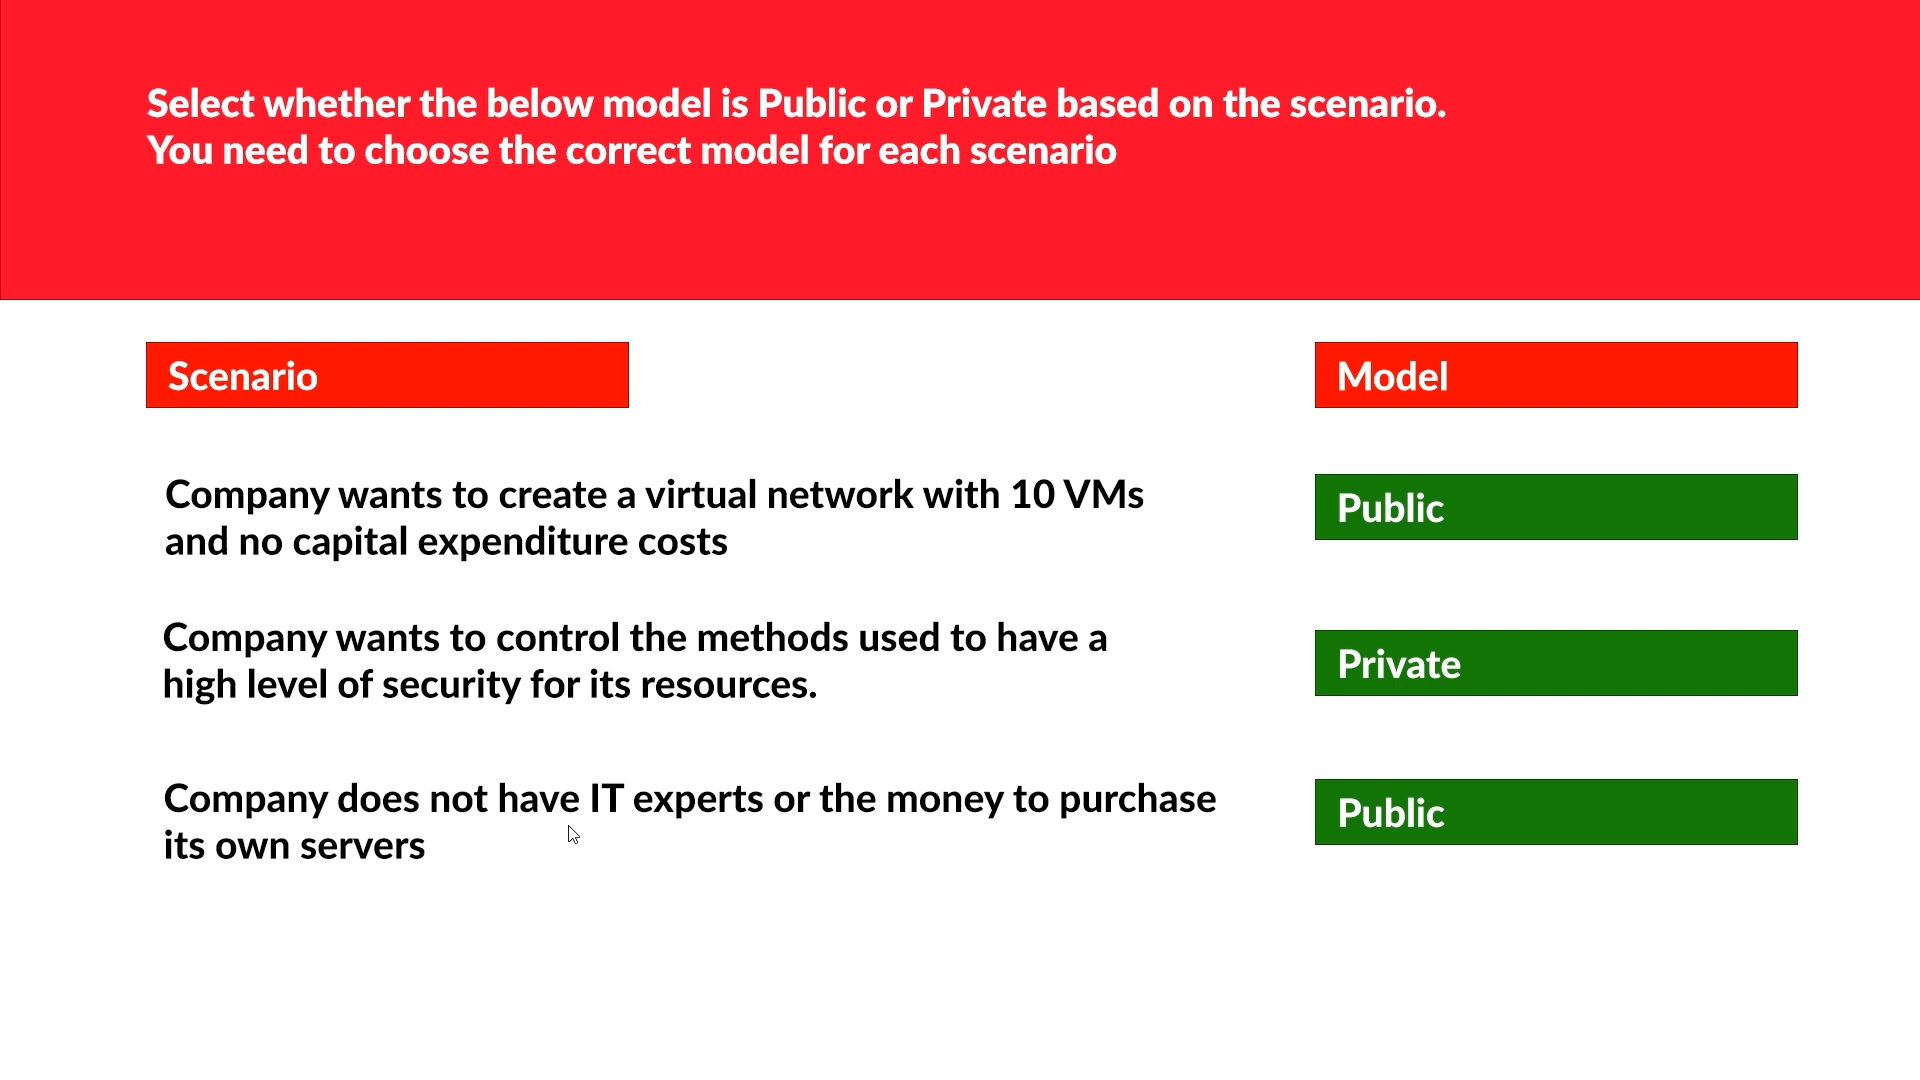 Select whether the below model is Public or Private based on the scenario.
You need to choose the correct model for each scenario
Scenario
Model
Company wants to create a virtual network with 10 VMs
and no capital expenditure costs
Public
Company wants to control the methods used to have a
high level of security for its resources.
Private
Company does not have IT experts or the money to purchase
its own servers
Public